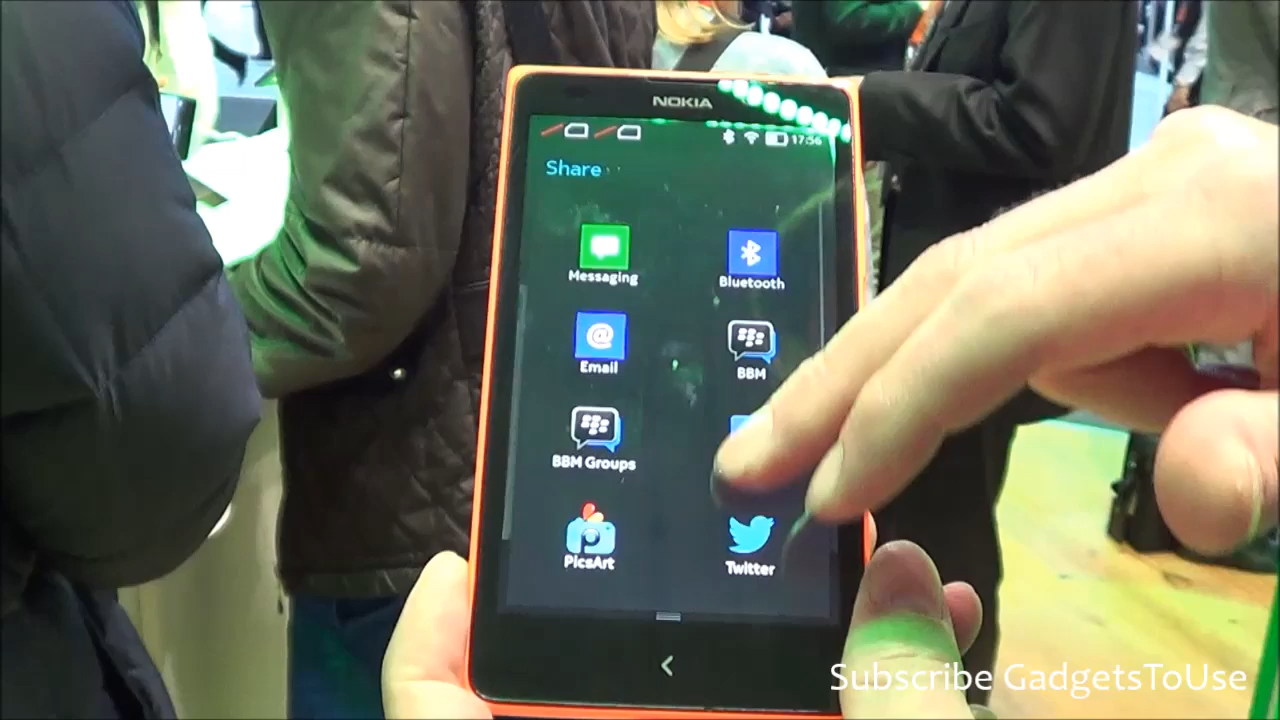 NOKIA
17:56
Share
Messaging
Bluetooth
@
Email
BBM
BBM Groups
PicsArt
Twitter
Subscribe GadgetsToUse